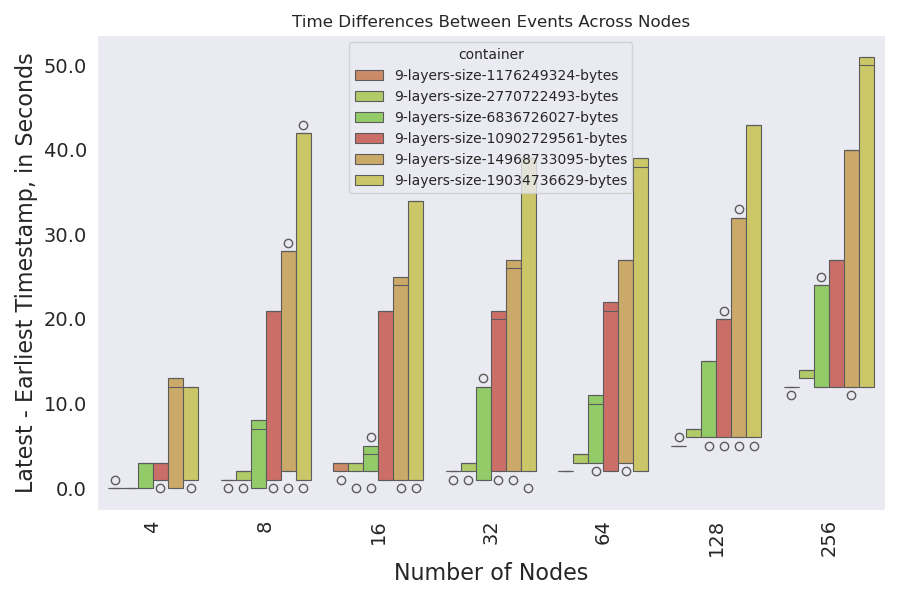 Time Differences Between Events Across Nodes
container
9-layers-size-1176249324-bytes
9-layers-size-2770722493-bytes
9-layers-size-6836726027-bytes
9-layers-size-10902729561-bytes
9-layers-size-14968733095-bytes
9-layers-size-19034736629-bytes
Latest - Earliest Timestamp, in Seconds
50.0
40.0
30.0
20.0
10.0
0.0
4
8
16
32
64
128
256
Number of Nodes